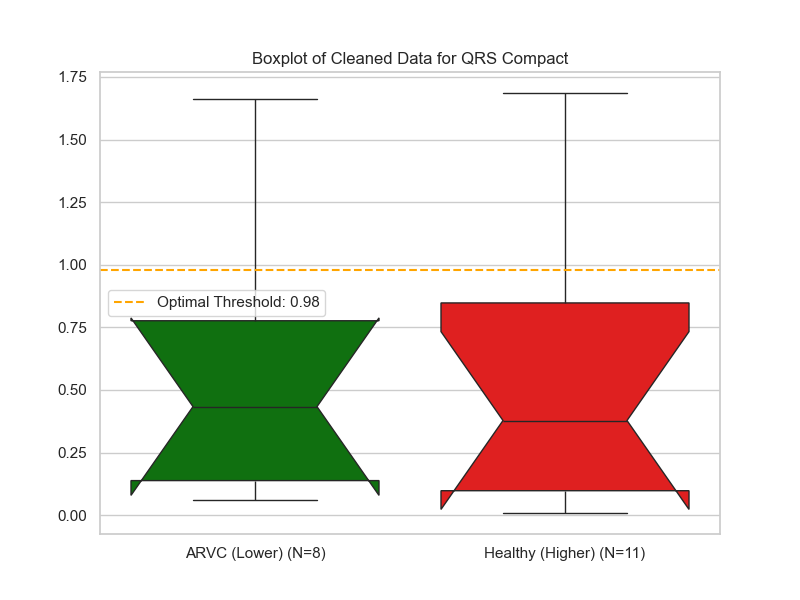 Boxplot of Cleaned Data for QRS Compact
1.75
1.50
1.25
1.00
Optimal Threshold: 0.98
0.75
0.50
0.25
0.00
ARVC (Lower) (N=8)
Healthy (Higher) (N=11)